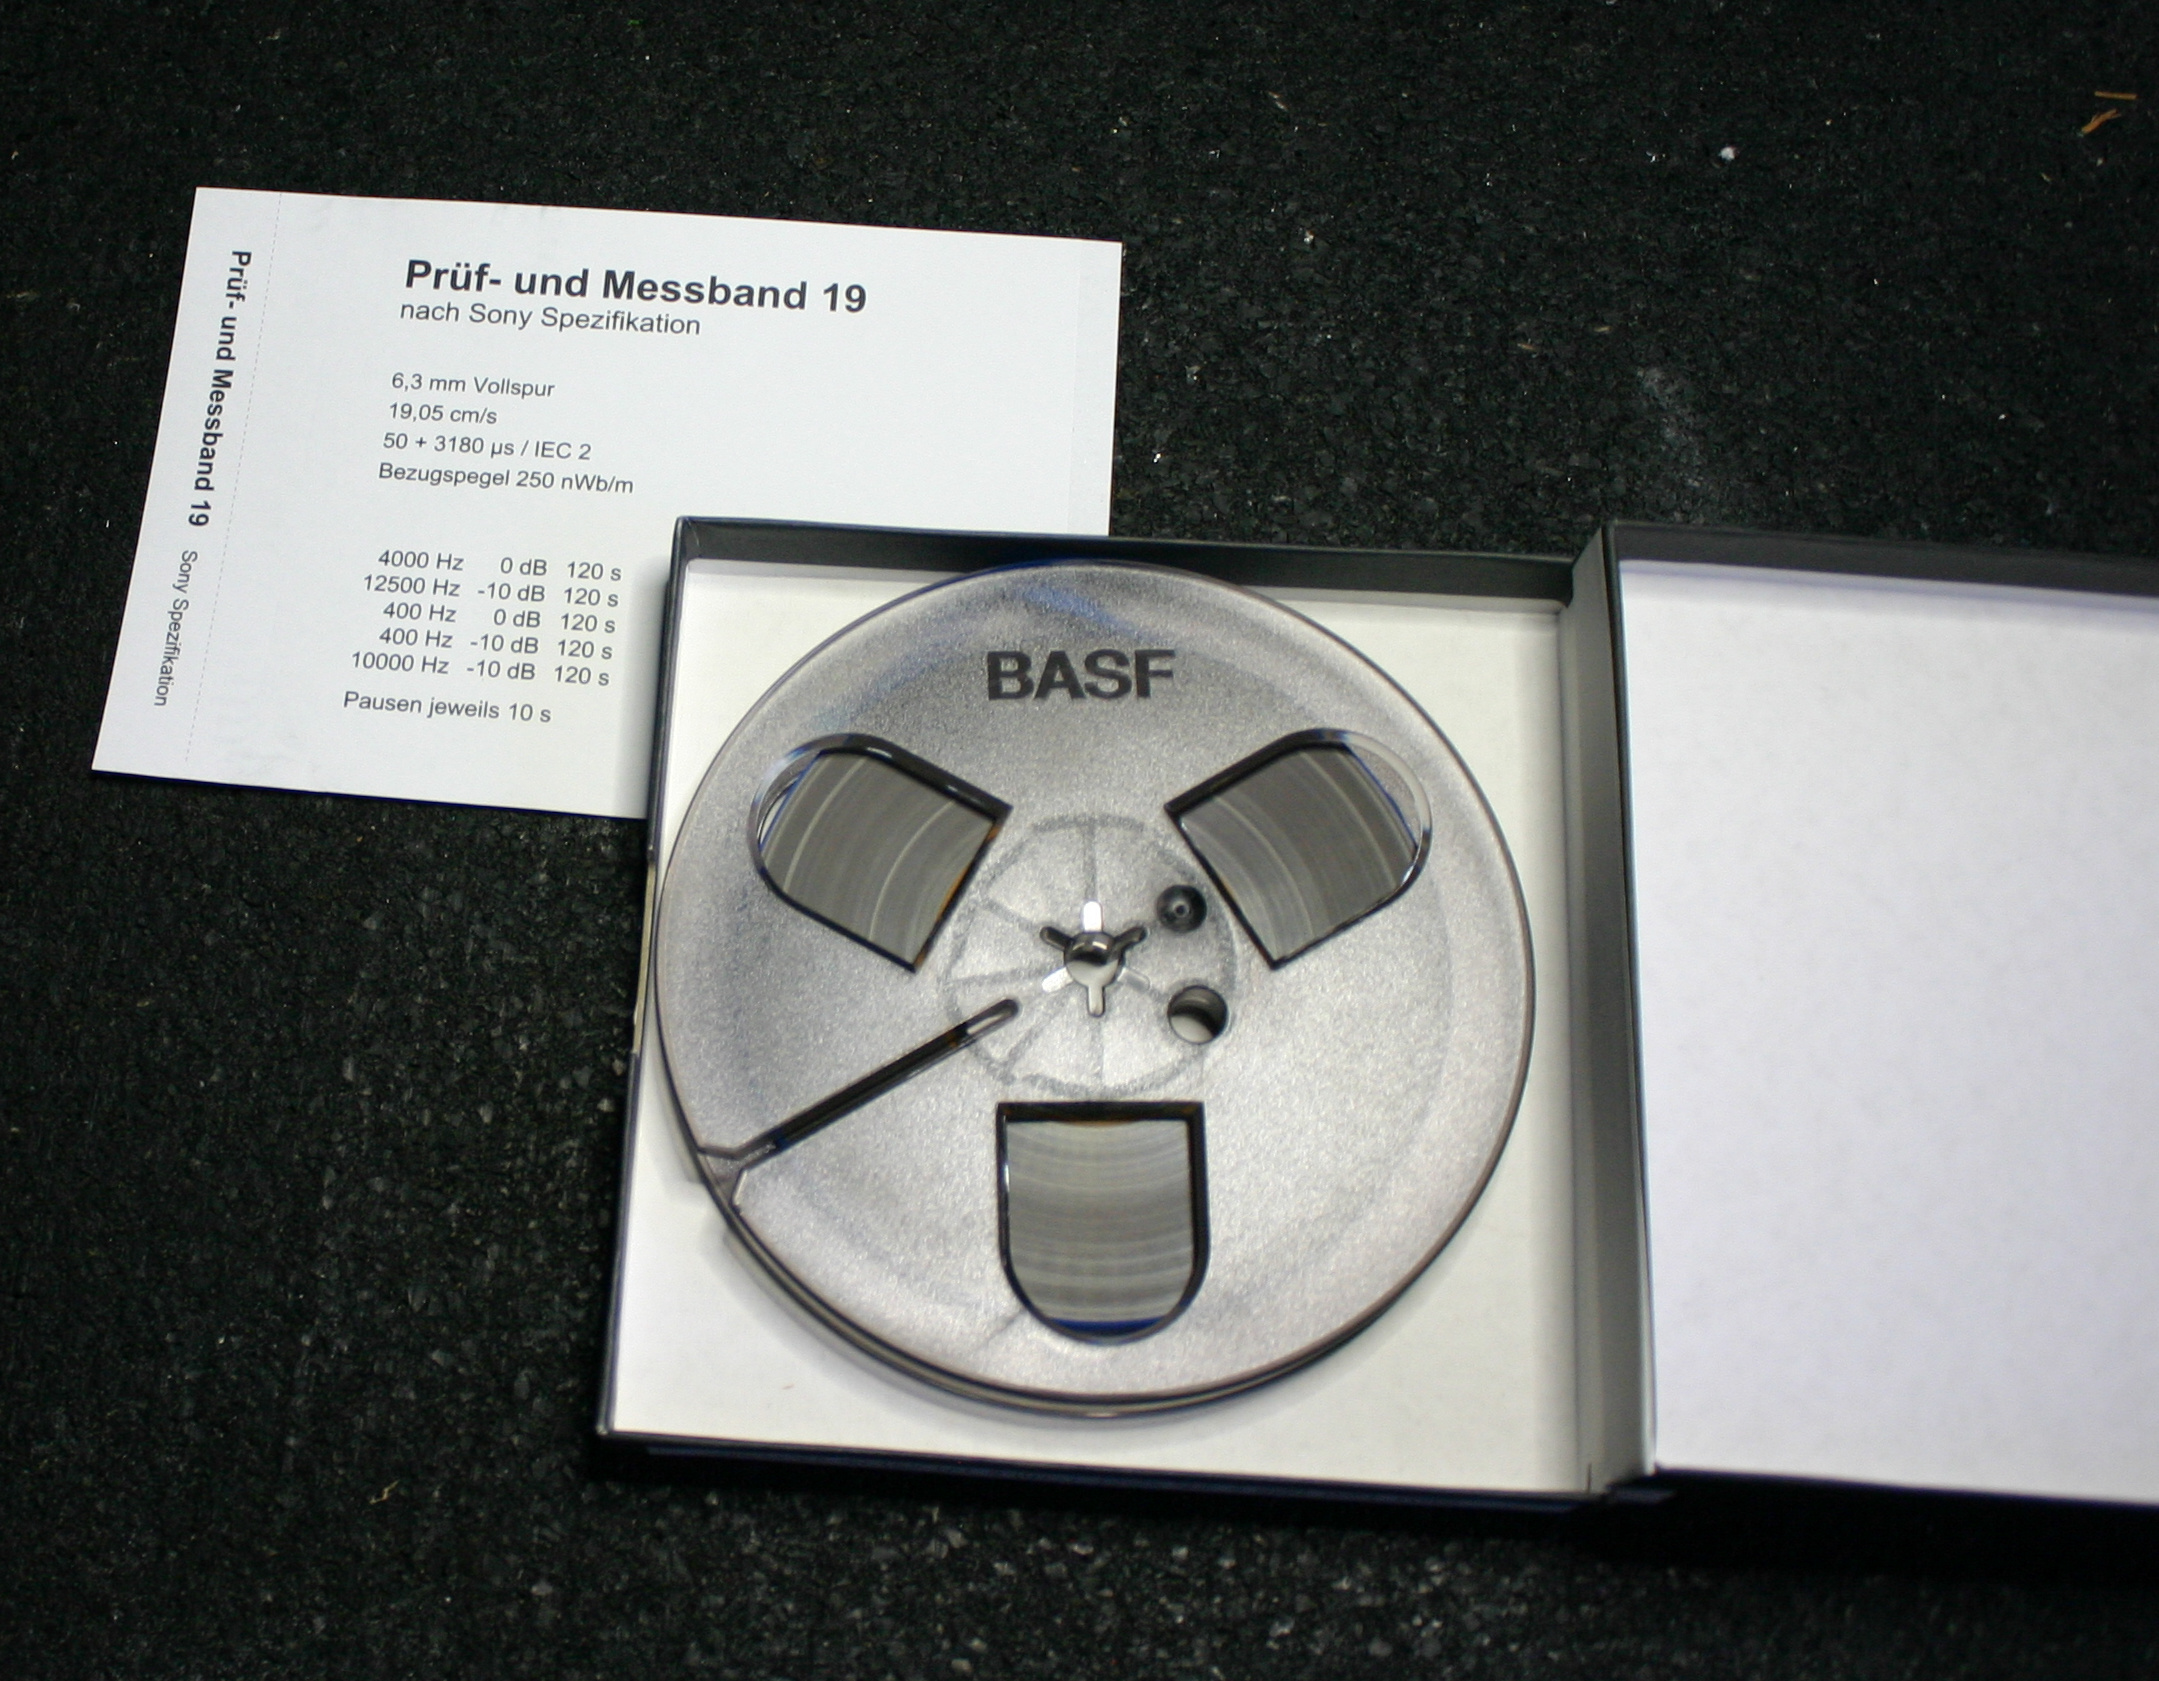 Prüf- und Messband 19
nach Sony Spezifikation
6,3 mm Vollspur
19,05 cm/s
50 + 3180 µs / IEC 2
Bezugspegel 250 nWb/m
4000 Hz 0 dB 120 s
12500 Hz -10 dB 120 s
400 Hz 0 dB 120 s
400 Hz -10 dB 120 s
10000 Hz -10 dB 120 s
Pausen jeweils 10 s
Prüf- und Messband 19 Sony Spezifikation
BASF